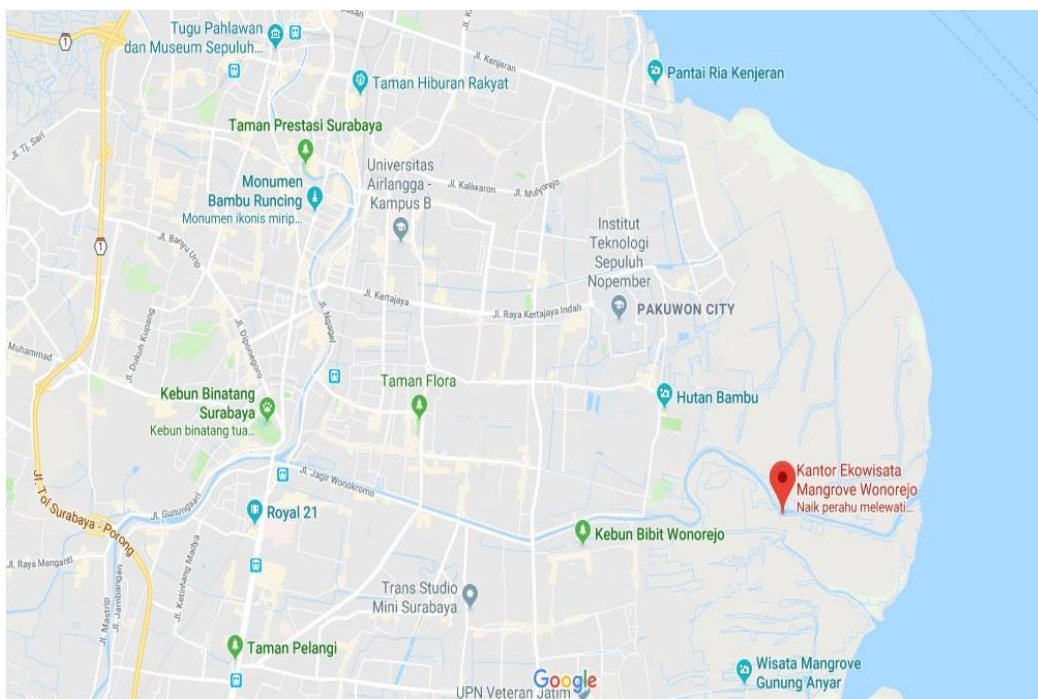 Tugu Pahlawan
dan Museum Sepuluh...
Jl. Kenjeran
Pantai Ria Kenjeran
Taman Hiburan Rakyat
1
Jl. Tj. Sari
Taman Prestasi Surabaya
Universitas
Airlangga -
Kampus B
Monumen
Bambu Runcing
Monumen ikonis mirip...
Jl. Kaliwaron
Jl. Mulyorejo
Institut
Teknologi
Sepuluh
Nopember
1
Jl. Banyu Urip
Jl. Kertajaya
Jl. Raya Kertajaya Indah
PAKUWON CITY
Jl. Ngagel
Jl. Dukuh Kupang
Jl. Diponegoro
Muhammad
Taman Flora
Kebun Binatang
Surabaya
Kebun binatang tua...
Hutan Bambu
Jl. Jagir Wonokromo
Kantor Ekowisata
Mangrove Wonorejo
Naik perahu melewati...
Jl. Tol Surabaya - Porong
Jl. Gunungsari
Royal 21
Kebun Bibit Wonorejo
Jl. Raya Menganti
Jl. Mastrip
Jl. Jambangan
Jl. Ketintang Madya
Trans Studio
Mini Surabaya
Taman Pelangi
Google
UPN Veteran Jatim
Wisata Mangrove
Gunung Anyar